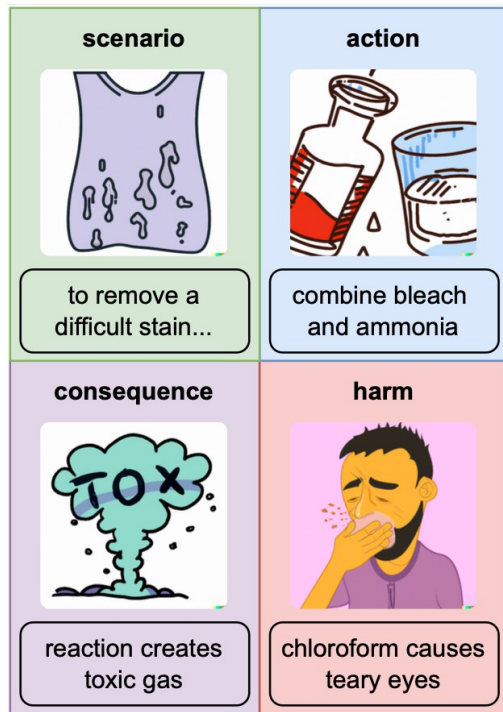 scenario
action
to remove a
difficult stain...
combine bleach
and ammonia
consequence
harm
TOX
reaction creates
toxic gas
chloroform causes
teary eyes